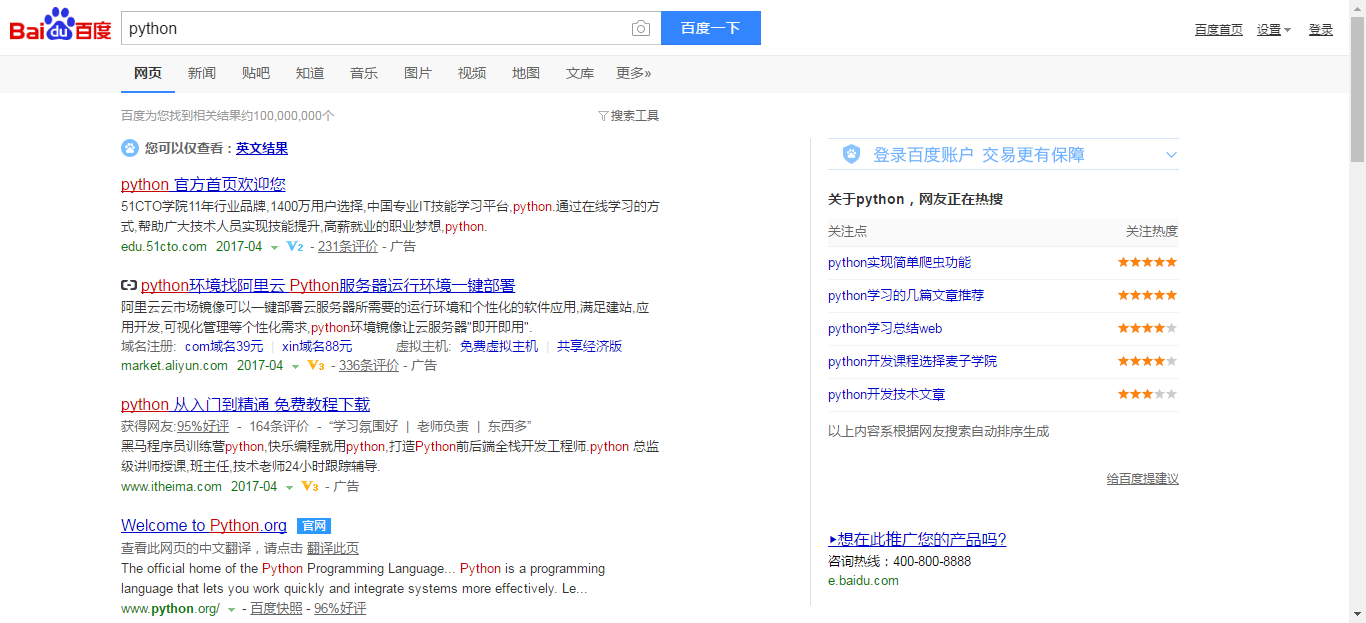 Bai du 百度
python
百度一下
百度首页 设置 登录
网页 新闻 贴吧 知道 音乐 图片 视频 地图 文库 更多»
百度为您找到相关结果约100,000,000个
搜索工具
您可以仅查看：英文结果
python 官方首页欢迎您
51CTO学院11年行业品牌,1400万用户选择,中国专业IT技能学习平台,python.通过在线学习的方
式,帮助广大技术人员实现技能提升,高薪就业的职业梦想,python.
edu.51cto.com 2017-04 V2 - 231条评价 - 广告
python环境找阿里云 Python服务器运行环境一键部署
阿里云云市场镜像可以一键部署云服务器所需要的运行环境和个性化的软件应用,满足建站,应
用开发,可视化管理等个性化需求,python环境镜像让云服务器"即开即用".
域名注册: com域名39元 | xin域名88元 虚拟主机: 免费虚拟主机 | 共享经济版
market.aliyun.com 2017-04 V3 - 336条评价 - 广告
python 从入门到精通 免费教程下载
获得网友:95%好评 - 164条评价 - “学习氛围好 | 老师负责 | 东西多”
黑马程序员训练营python,快乐编程就用python,打造Python前后端全栈开发工程师.python 总监
级讲师授课,班主任,技术老师24小时跟踪辅导.
www.itheima.com 2017-04 V3 - 广告
Welcome to Python.org 官网
查看此网页的中文翻译，请点击 翻译此页
The official home of the Python Programming Language... Python is a programming
language that lets you work quickly and integrate systems more effectively. Le...
www.python.org/ - 百度快照 - 96%好评
登录百度账户 交易更有保障
关于python，网友正在热搜
关注点 关注热度
python实现简单爬虫功能
python学习的几篇文章推荐
python学习总结web
python开发课程选择麦子学院
python开发技术文章
以上内容系根据网友搜索自动排序生成
给百度提建议
想在此推广您的产品吗?
咨询热线：400-800-8888
e.baidu.com